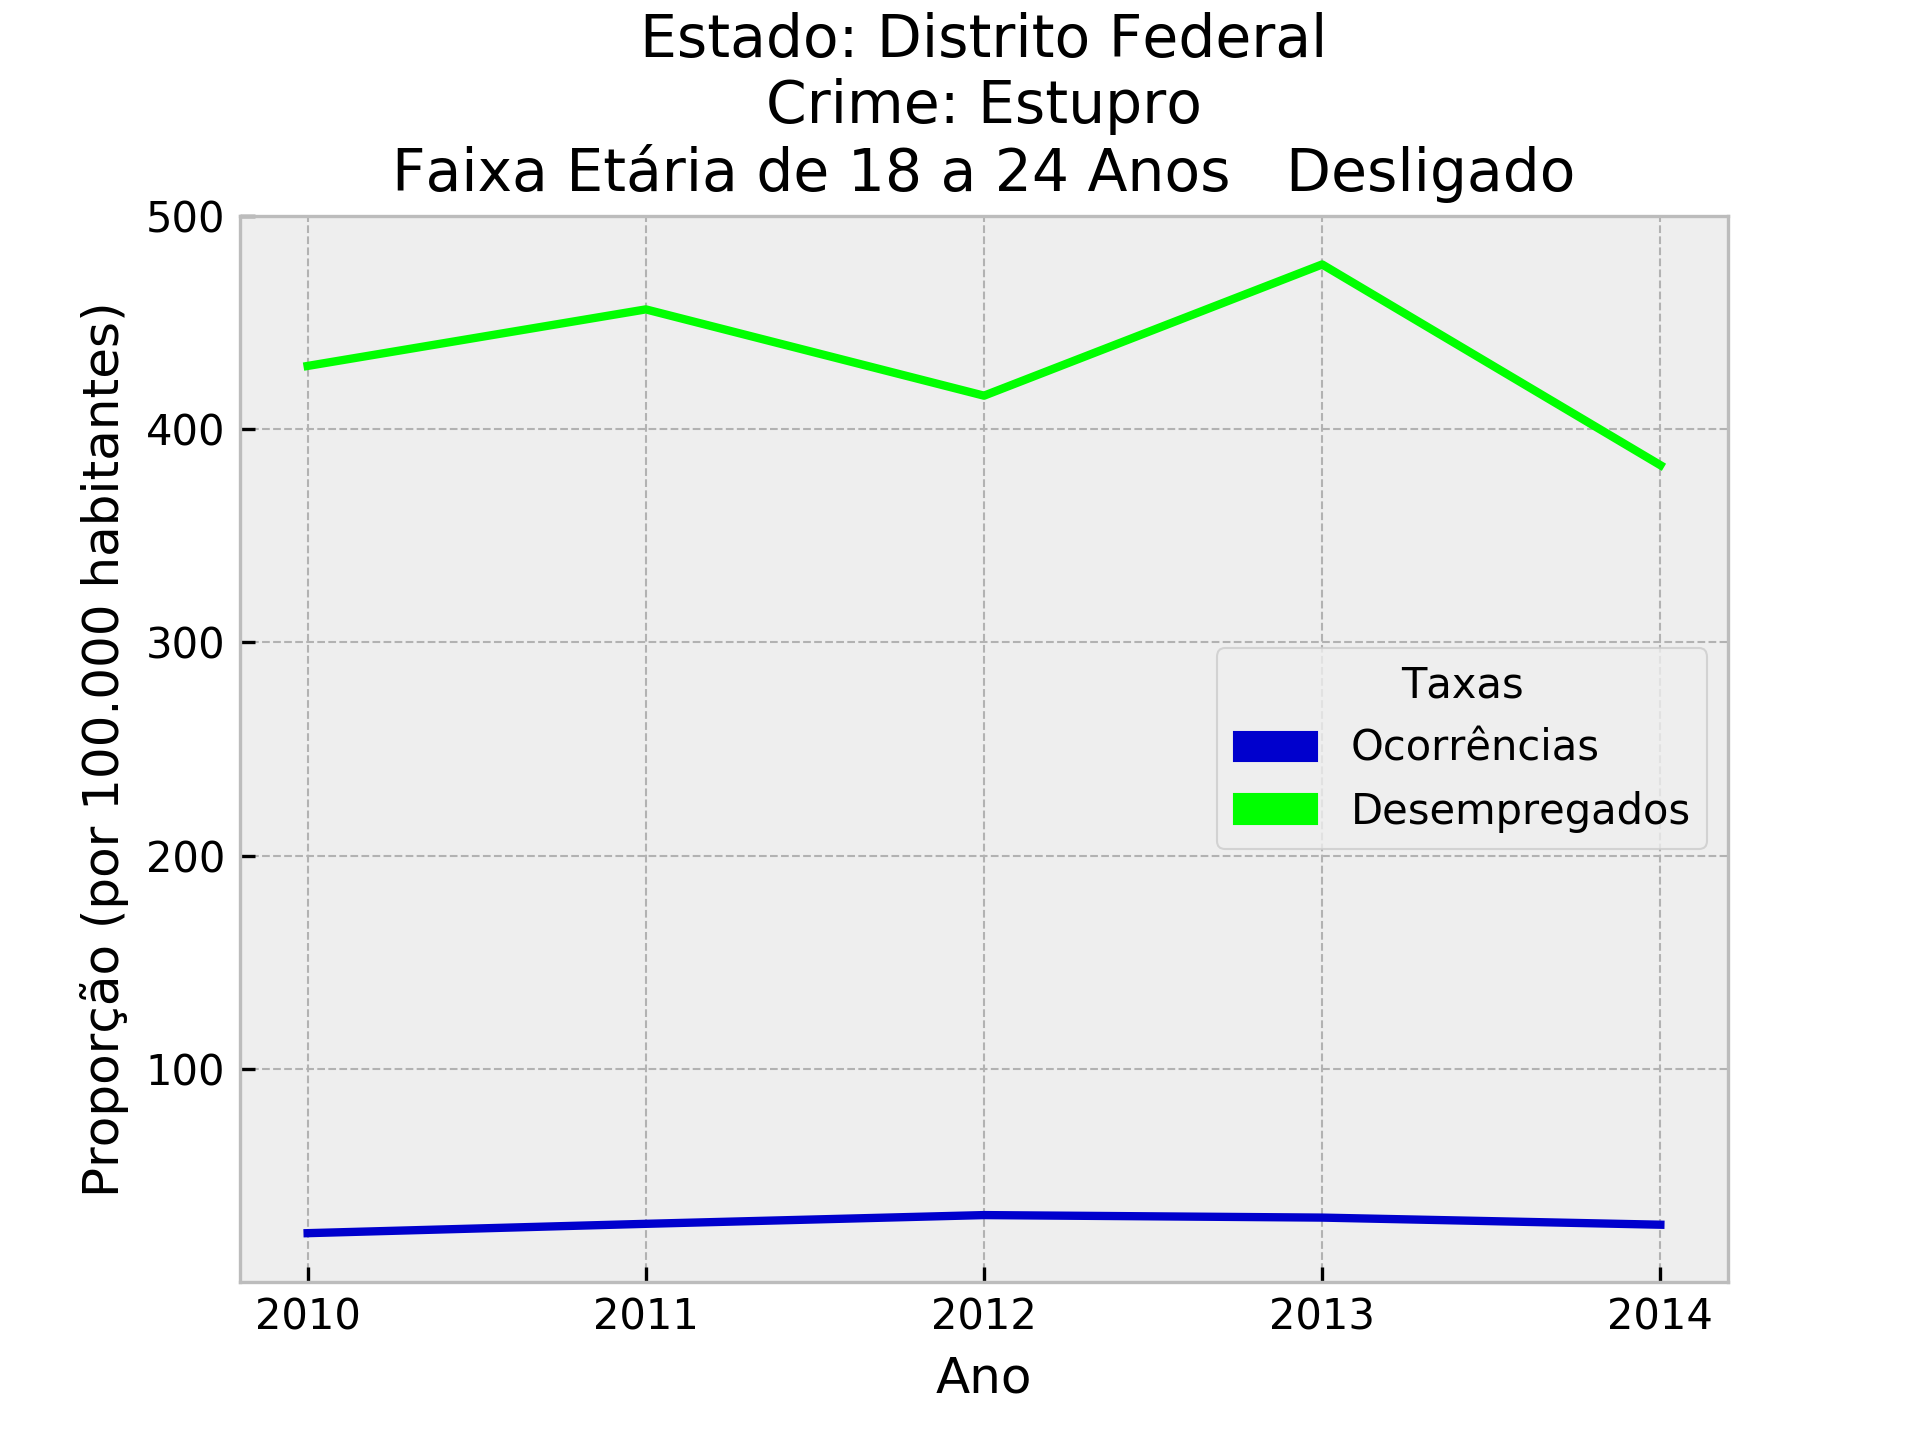 Estado: Distrito Federal
Crime: Estupro
Faixa Etária de 18 a 24 Anos   Desligado
Proporção (por 100.000 habitantes)
500
400
300
200
100
Taxas
Ocorrências
Desempregados
2010 2011 2012 2013 2014
Ano